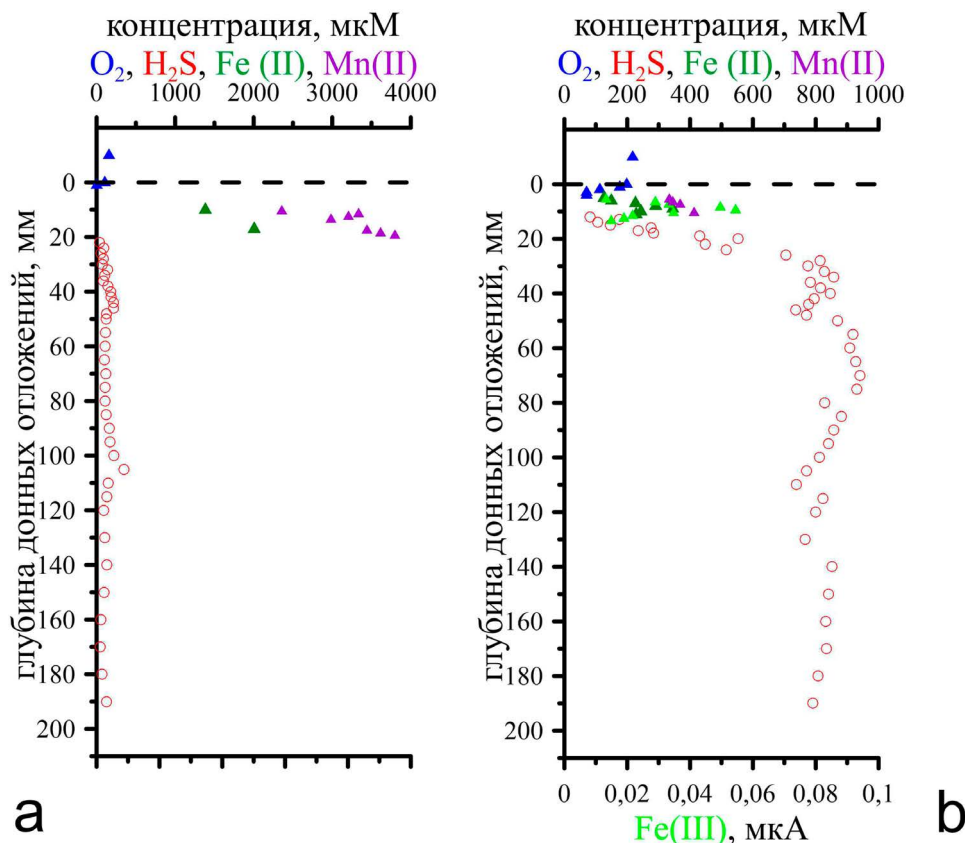 концентрация, мкМ
O₂, H₂S, Fe (II), Mn(II)
0 1000 2000 3000 4000
0
20
40
60
80
100
120
140
160
180
200
глубина донных отложений, мм
a
концентрация, мкМ
O₂, H₂S, Fe (II), Mn(II)
0 200 400 600 800 1000
0
20
40
60
80
100
120
140
160
180
200
глубина донных отложений, мм
0 0,02 0,04 0,06 0,08 0,1
Fe(III), мкА
b